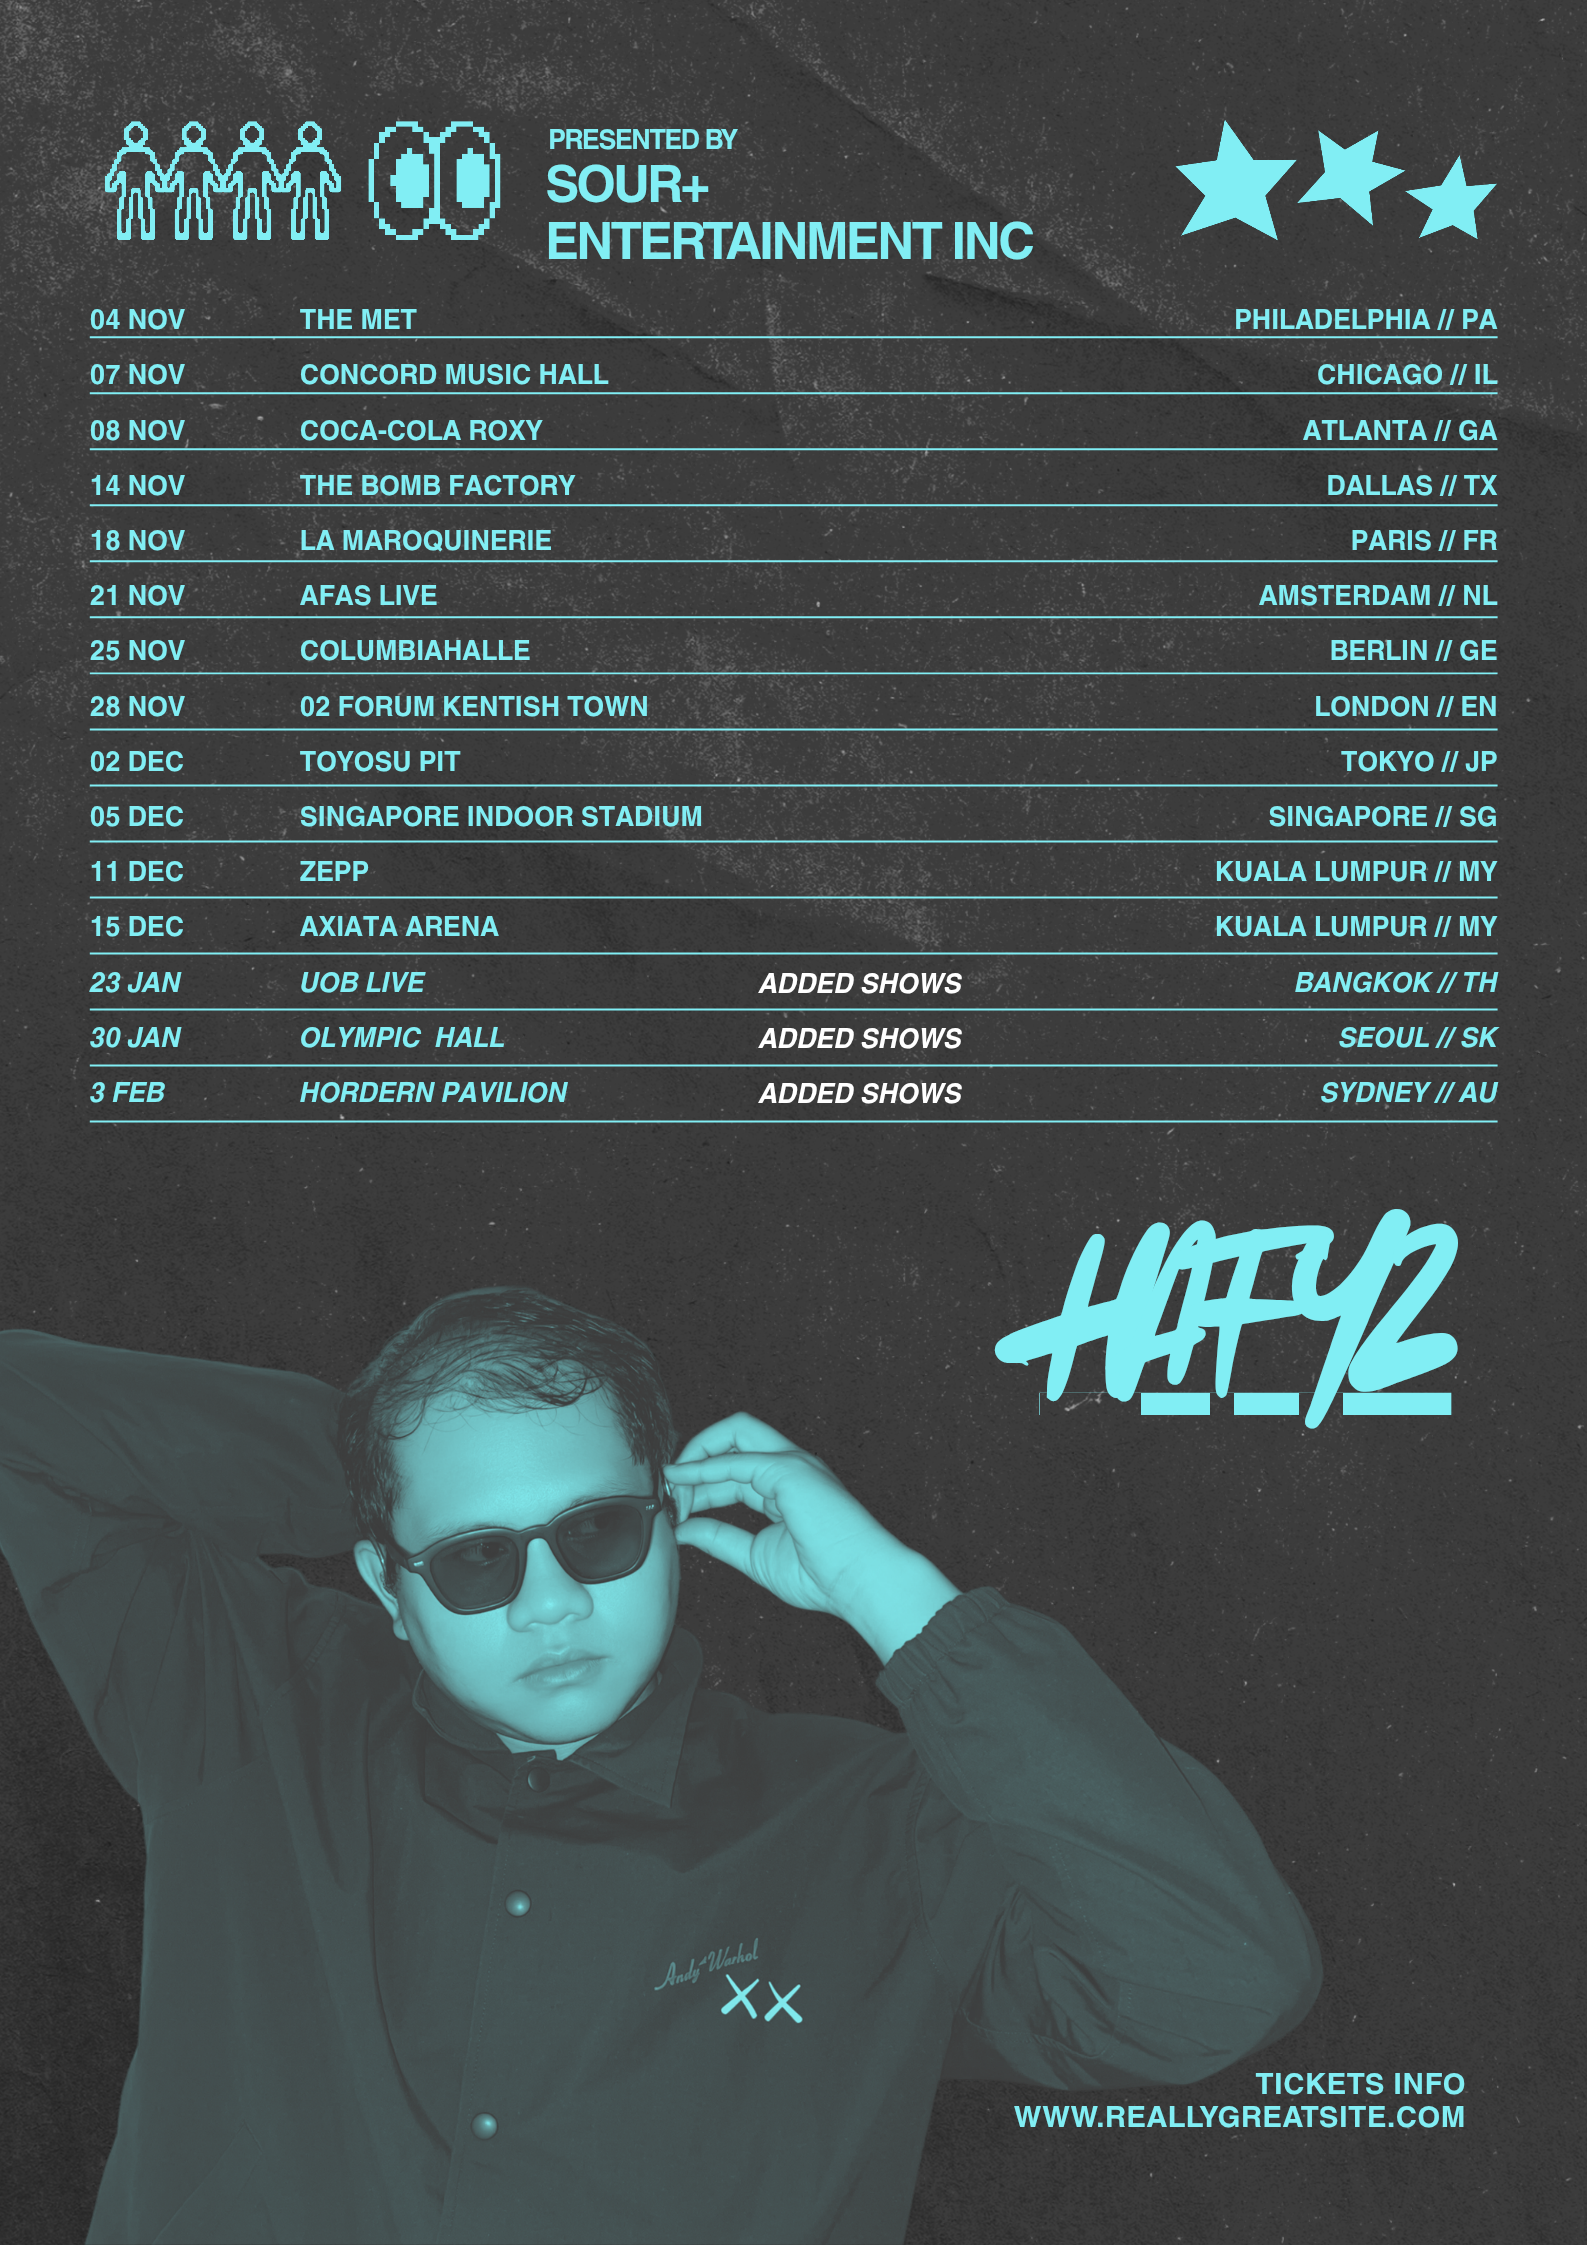 PRESENTED BY
SOUR+
ENTERTAINMENT INC
04 NOV THE MET PHILADELPHIA // PA
07 NOV CONCORD MUSIC HALL CHICAGO // IL
08 NOV COCA-COLA ROXY ATLANTA // GA
14 NOV THE BOMB FACTORY DALLAS // TX
18 NOV LA MAROQUINERIE PARIS // FR
21 NOV AFAS LIVE AMSTERDAM // NL
25 NOV COLUMBIAHALLE BERLIN // GE
28 NOV 02 FORUM KENTISH TOWN LONDON // EN
02 DEC TOYOSU PIT TOKYO // JP
05 DEC SINGAPORE INDOOR STADIUM SINGAPORE // SG
11 DEC ZEPP KUALA LUMPUR // MY
15 DEC AXIATA ARENA KUALA LUMPUR // MY
23 JAN UOB LIVE ADDED SHOWS BANGKOK // TH
30 JAN OLYMPIC HALL ADDED SHOWS SEOUL // SK
3 FEB HORDERN PAVILION ADDED SHOWS SYDNEY // AU
HAFY2
Andy Warhol
XX
TICKETS INFO
WWW.REALLYGREATSITE.COM